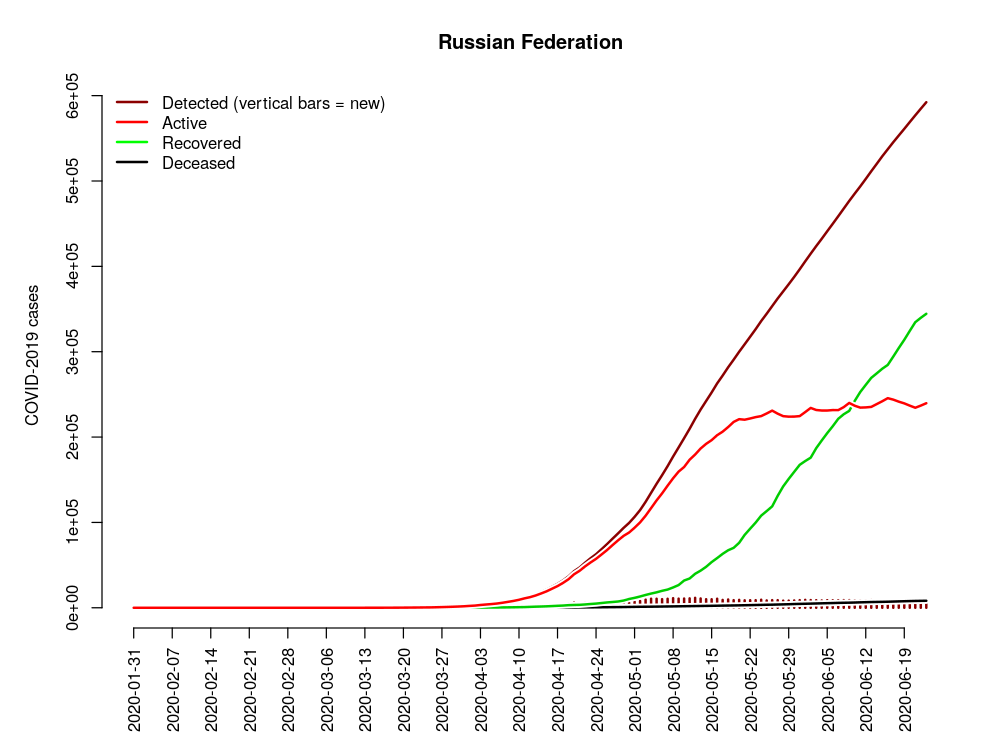 Russian Federation
Detected (vertical bars = new)
Active
Recovered
Deceased
COVID-2019 cases
6e+05
5e+05
4e+05
3e+05
2e+05
1e+05
0e+00
2020-01-31
2020-02-07
2020-02-14
2020-02-21
2020-02-28
2020-03-06
2020-03-13
2020-03-20
2020-03-27
2020-04-03
2020-04-10
2020-04-17
2020-04-24
2020-05-01
2020-05-08
2020-05-15
2020-05-22
2020-05-29
2020-06-05
2020-06-12
2020-06-19